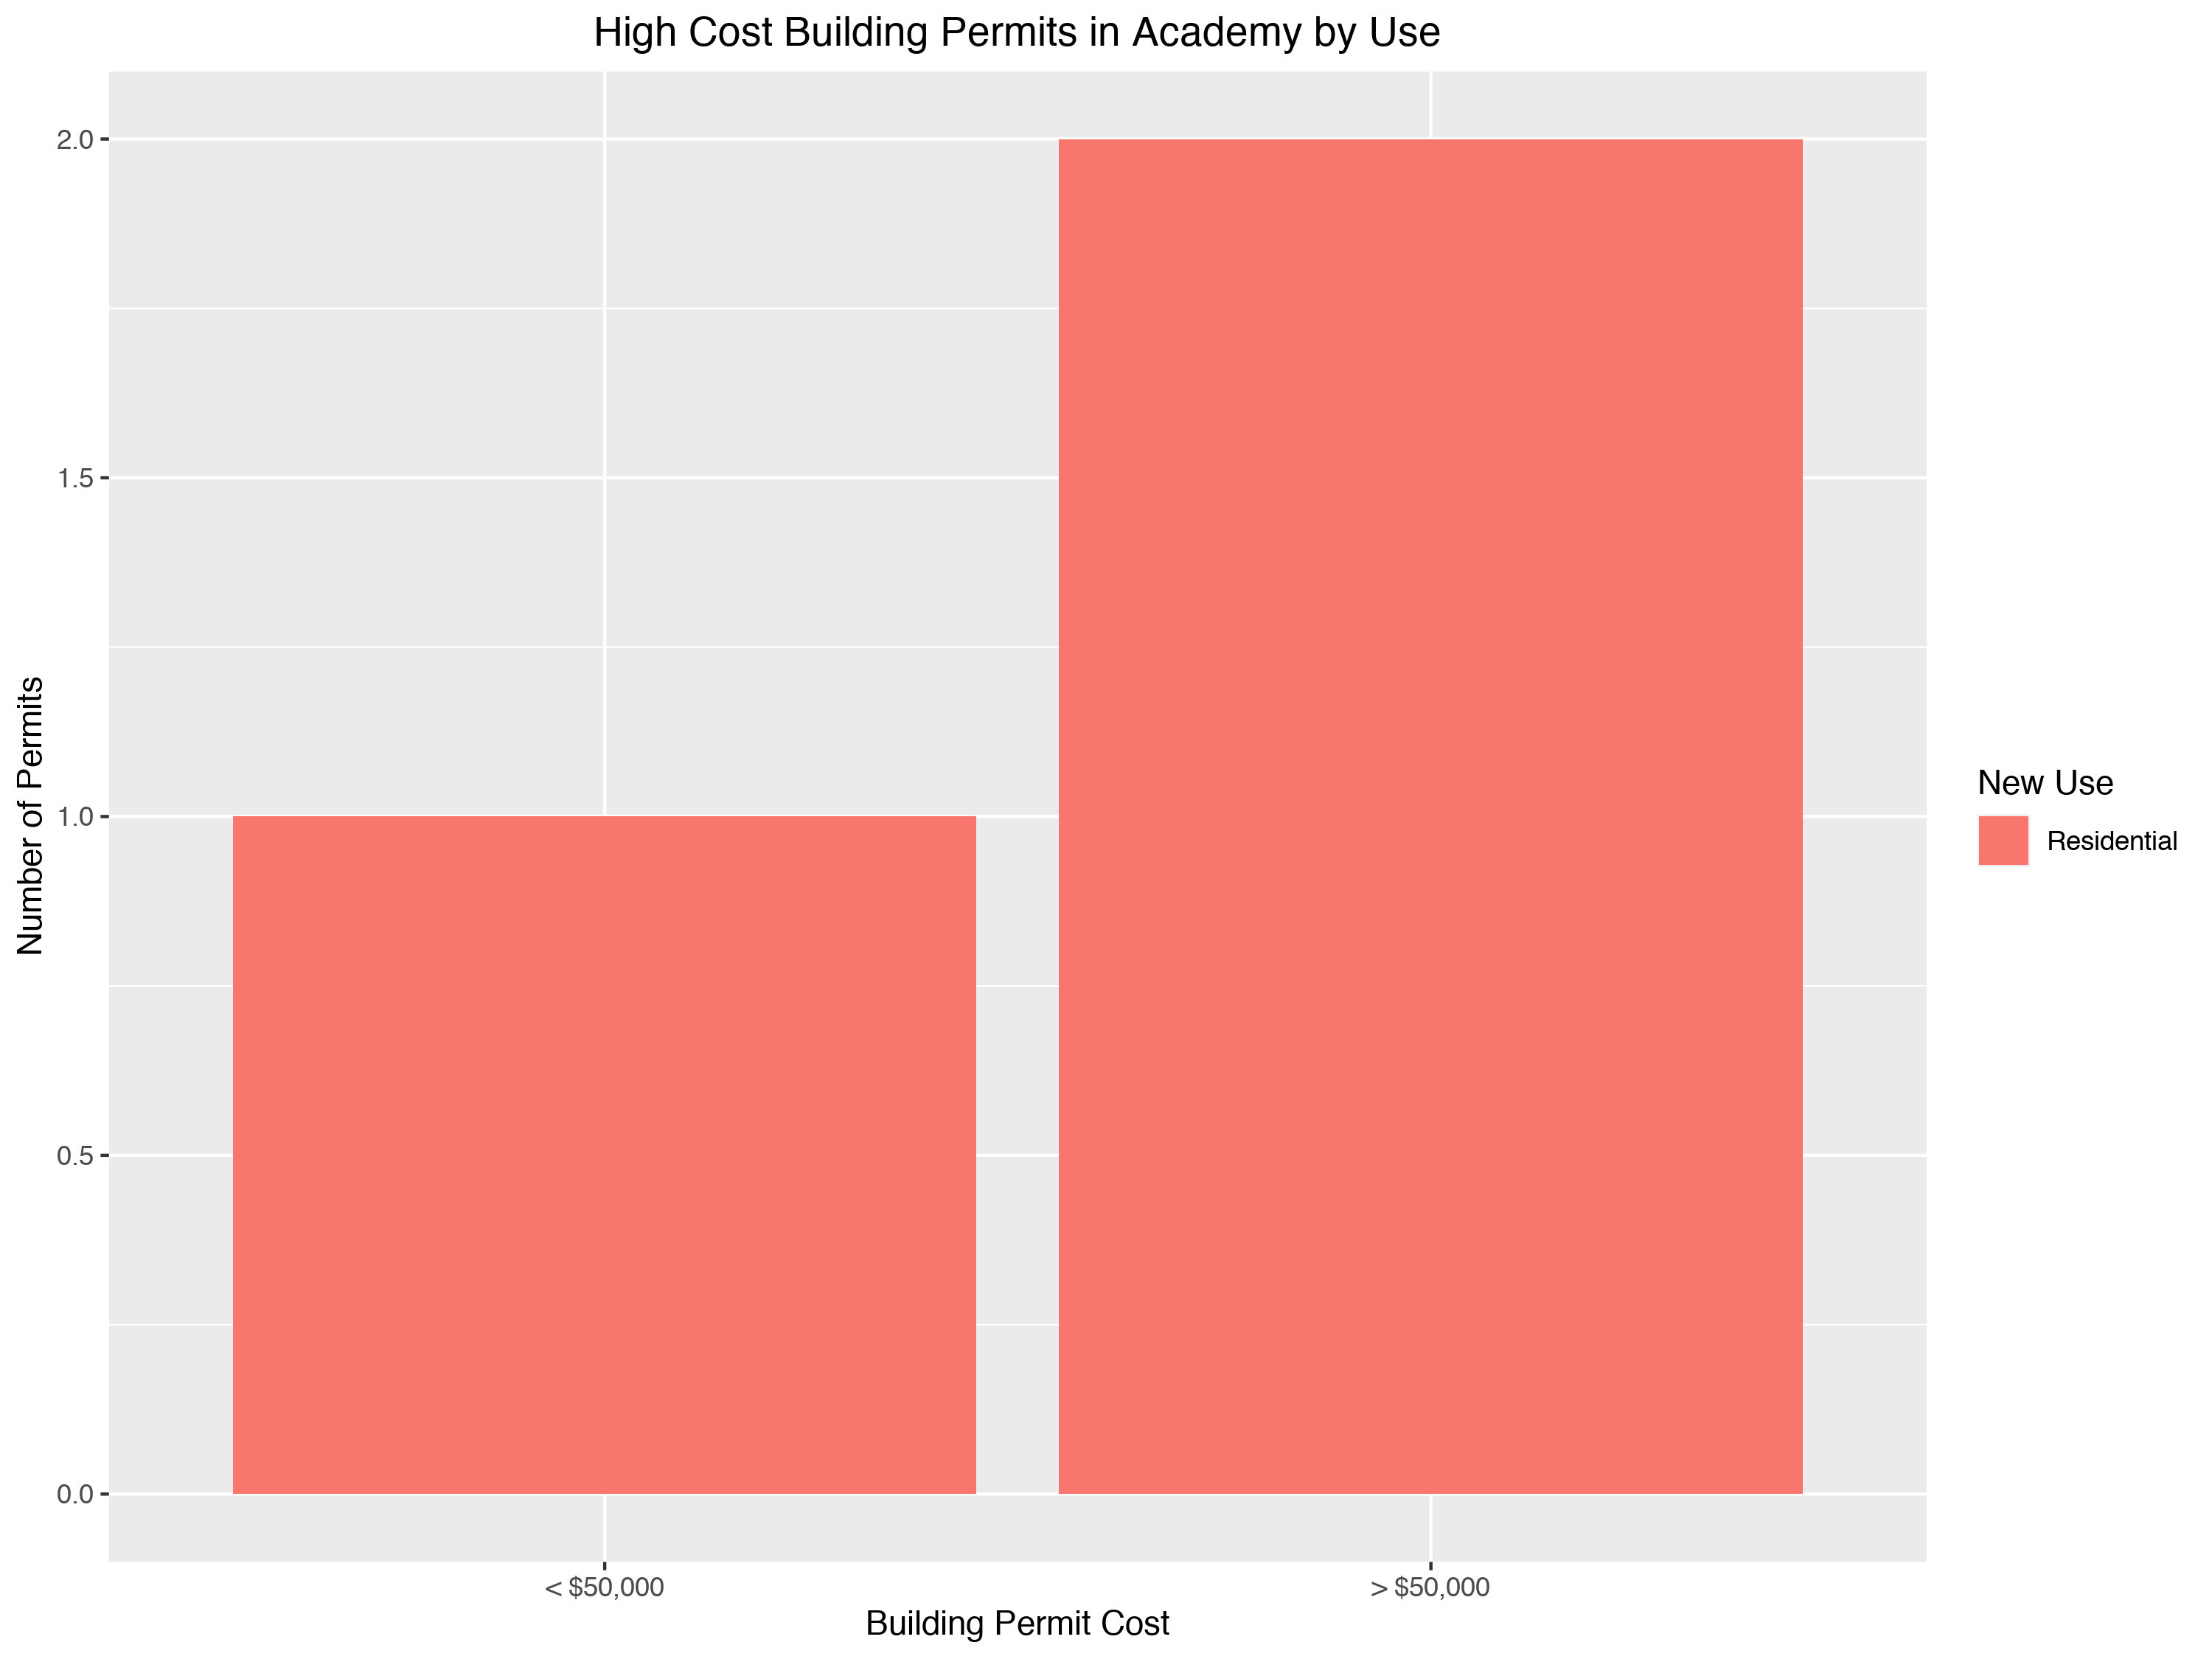 High Cost Building Permits in Academy by Use
Number of Permits
2.0
1.5
1.0
0.5
0.0
< $50,000
> $50,000
Building Permit Cost
New Use
Residential